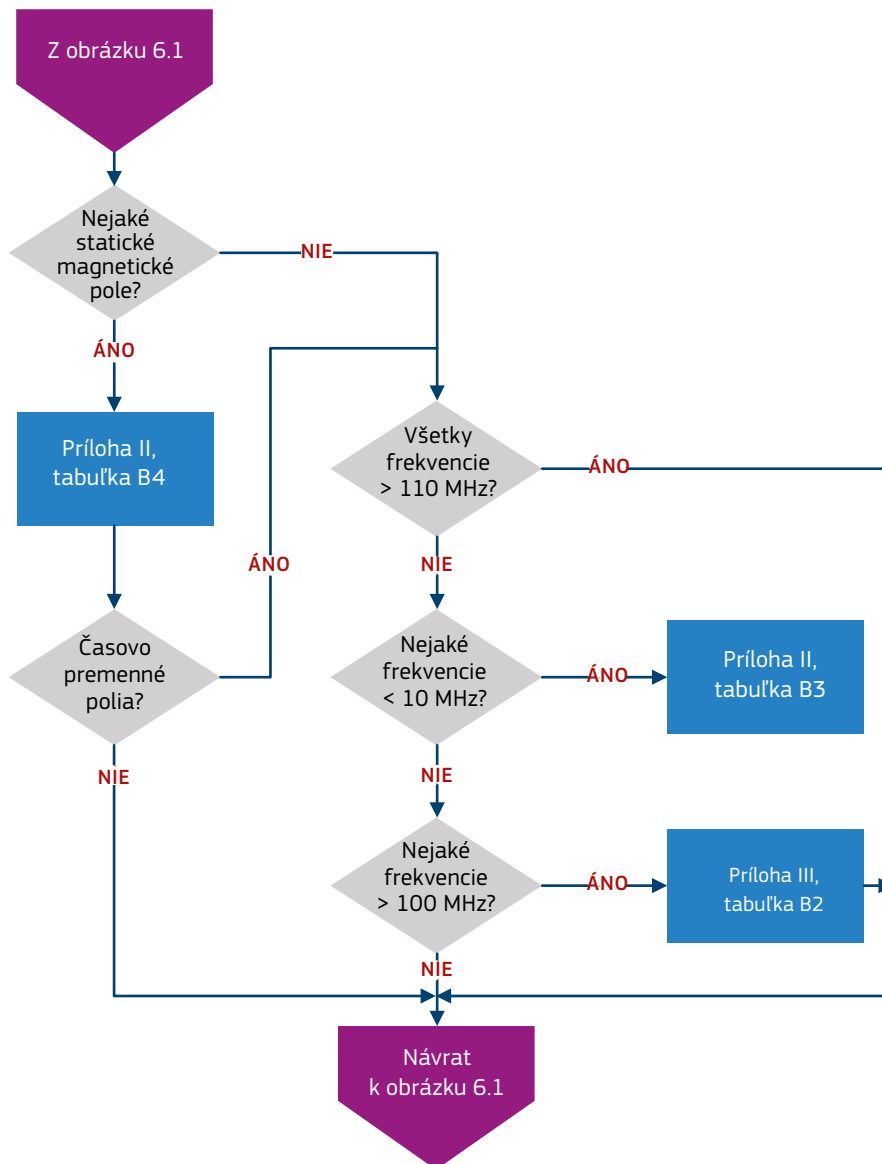 Z obrázku 6.1
Nejaké
statické
magnetické
pole?
NIE
ÁNO
Príloha II,
tabuľka B4
Všetky
frekvencie
> 110 MHz?
ÁNO
ÁNO
NIE
Časovo
premenné
polia?
Nejaké
frekvencie
< 10 MHz?
ÁNO
Príloha II,
tabuľka B3
NIE
NIE
Nejaké
frekvencie
> 100 MHz?
ÁNO
Príloha III,
tabuľka B2
NIE
Návrat
k obrázku 6.1